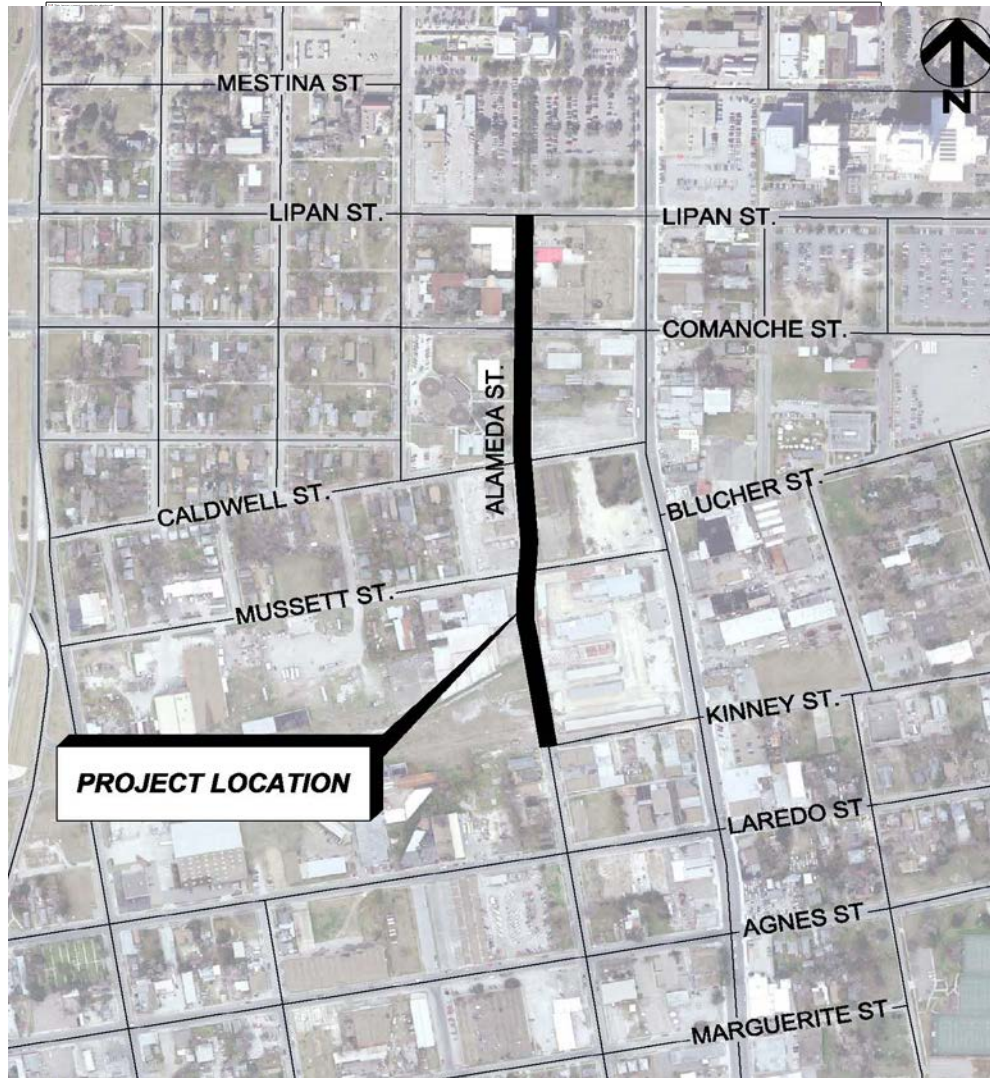 MESTINA ST
N
LIPAN ST.
LIPAN ST.
COMANCHE ST.
ALAMEDA ST.
CALDWELL ST.
BLUCHER ST.
MUSSETT ST.
KINNEY ST.
PROJECT LOCATION
LAREDO ST
AGNES ST
MARGUERITE ST